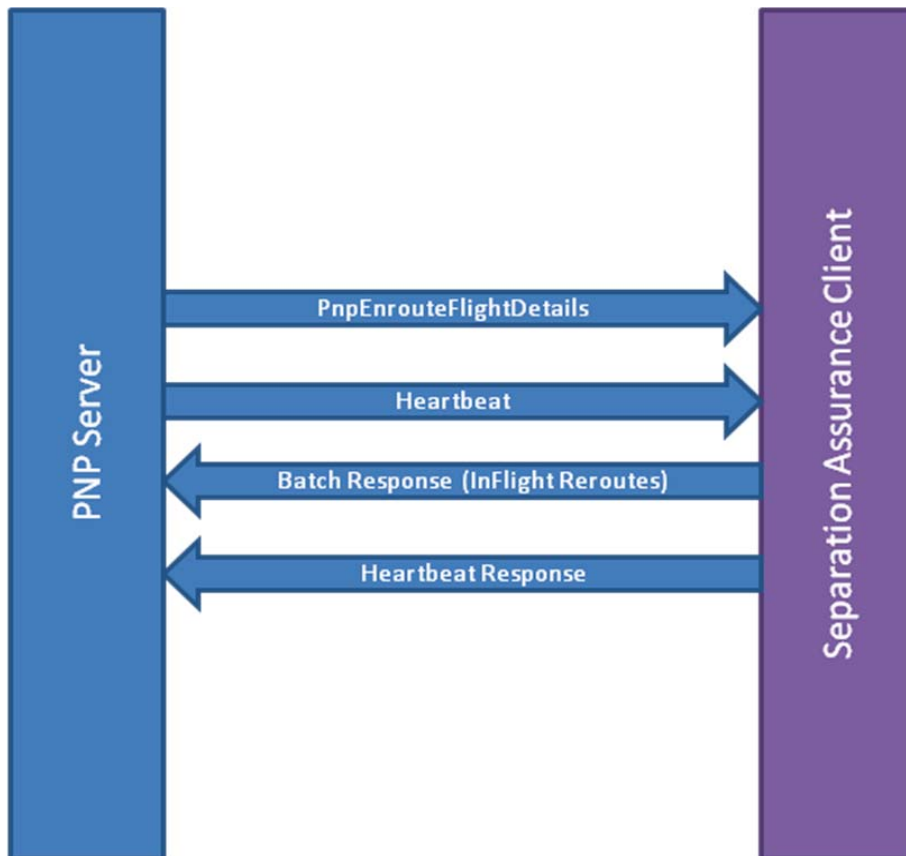 PNP Server
PnpEnrouteFlightDetails
Heartbeat
Batch Response (InFlight Reroutes)
Heartbeat Response
Separation Assurance Client